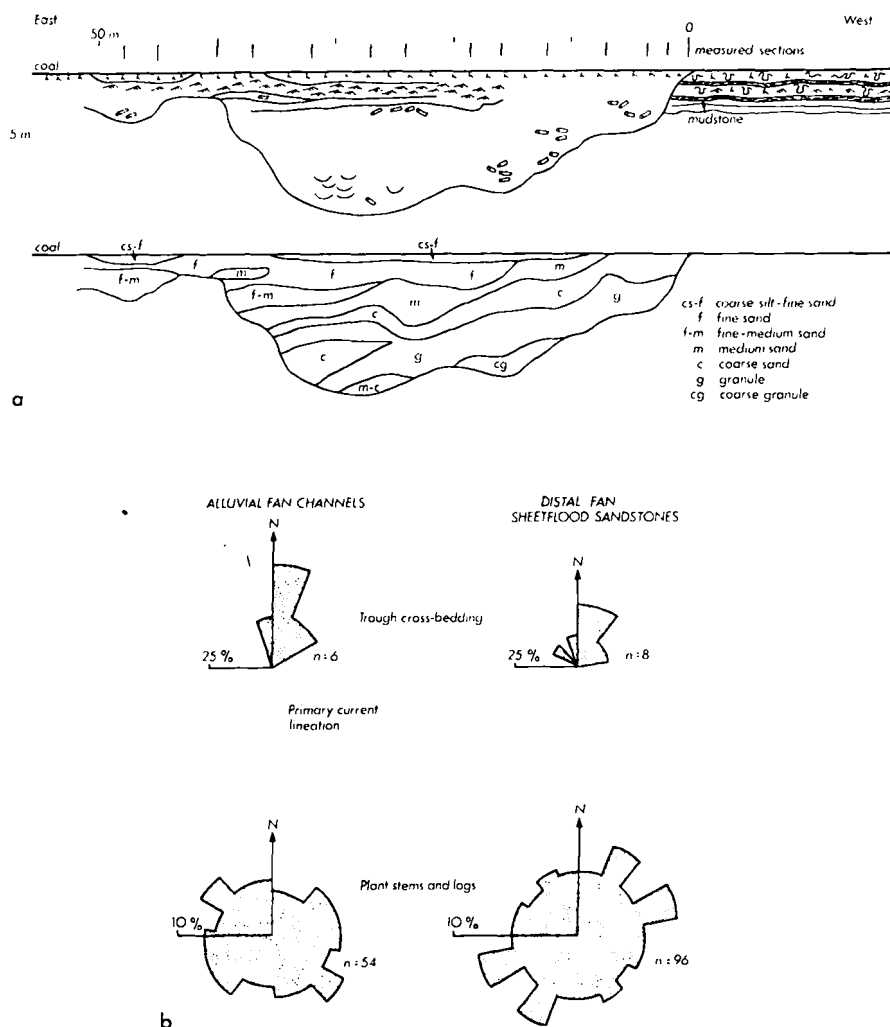 East
West
50 m
0
measured sections
coal
5 m
mudstone
coal
cs-f
cs-f
f
m
f
f
m
f-m
f-m
m
c
g
c
c
g
cg
m-c
cs-f coarse silt-fine sand
f fine sand
f-m fine-medium sand
m medium sand
c coarse sand
g granule
cg coarse granule
a
ALLUVIAL FAN CHANNELS
DISTAL FAN
SHEETFLOOD SANDSTONES
N
N
Trough cross-bedding
25 %
n=6
25 %
n=8
Primary current
lineation
N
N
Plant stems and logs
10 %
n=54
10 %
n=96
b